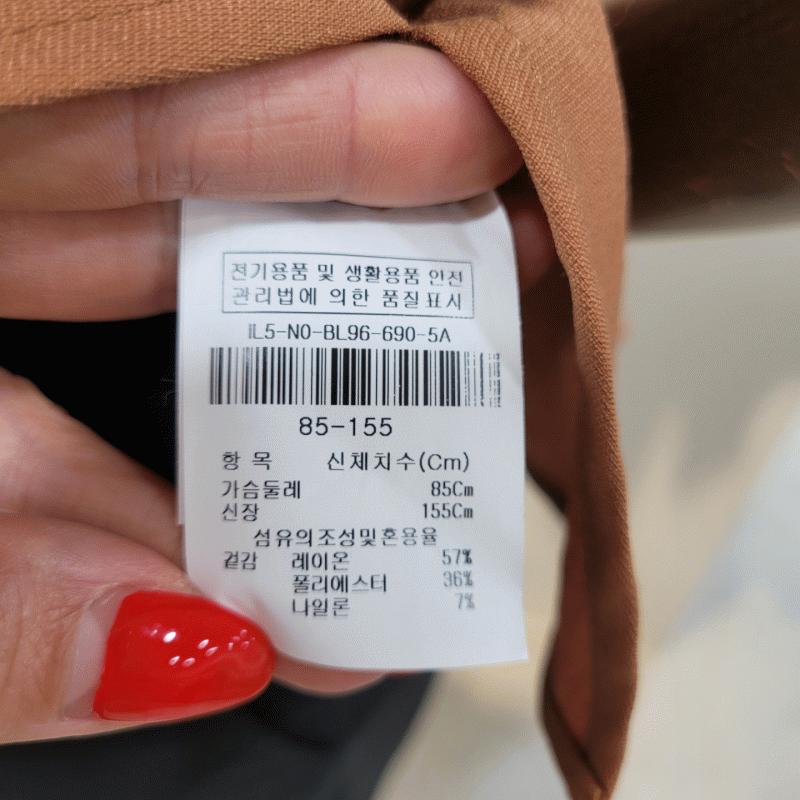 전기용품 및 생활용품 안전
관리법에 의한 품질표시
IL5-N0-BL96-690-5A
85-155
항 목 신체치수(Cm)
가슴둘레 85Cm
신장 155Cm
섬유의조성및혼용율
겉감 레이온 57%
폴리에스터 36%
나일론 7%